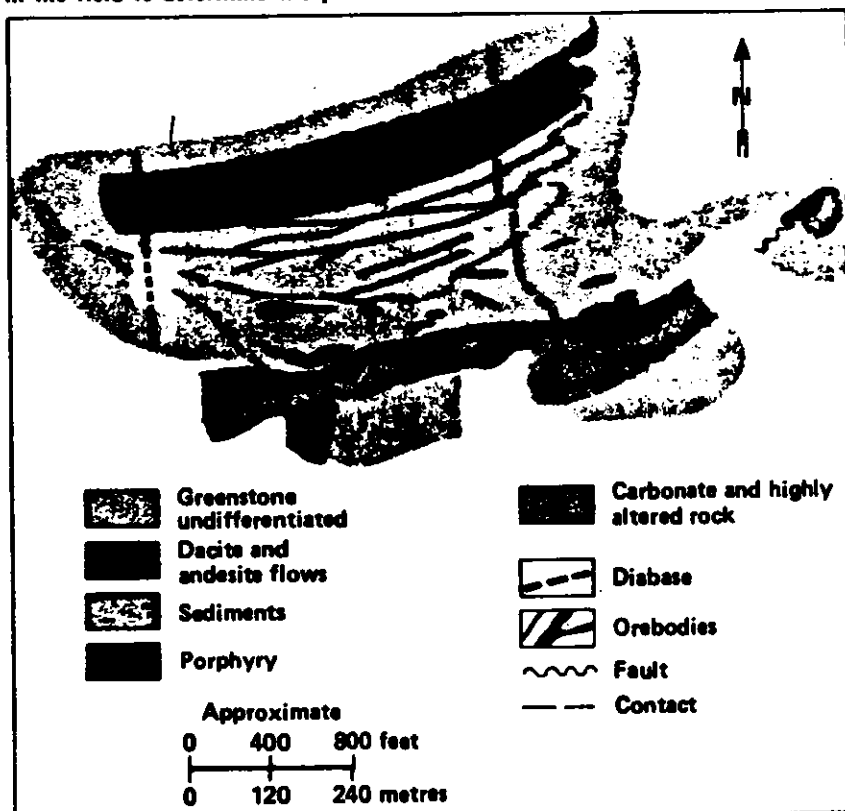 N
Greenstone
undifferentiated
Dacite and
andesite flows
Sediments
Porphyry
Carbonate and highly
altered rock
Diabase
Orebodies
Fault
Contact
Approximate
0 400 800 feet
0 120 240 metres